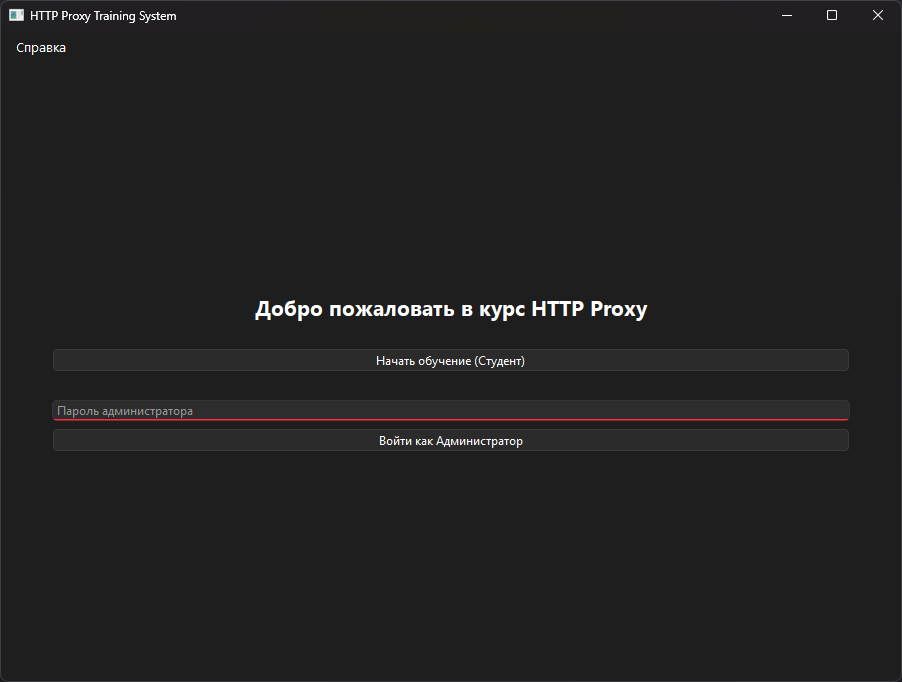 HTTP Proxy Training System
Справка
Добро пожаловать в курс HTTP Proxy
Начать обучение (Студент)
Пароль администратора
Войти как Администратор